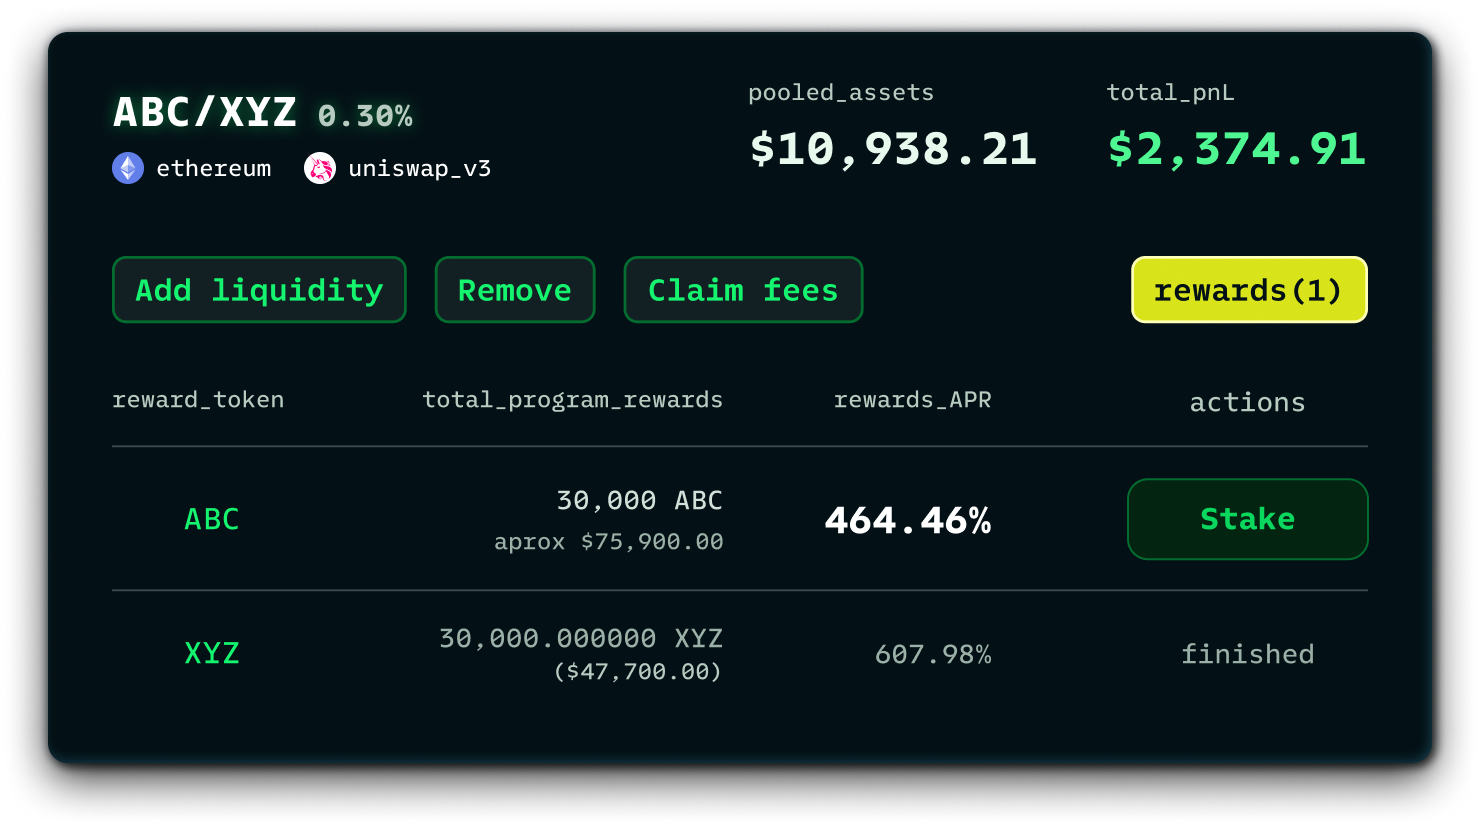 ABC/XYZ 0.30%
ethereum uniswap_v3
pooled_assets
$10,938.21
total_pnL
$2,374.91
Add liquidity Remove Claim fees rewards(1)
reward_token total_program_rewards rewards_APR actions
ABC 30,000 ABC 464.46% Stake
aprox $75,900.00
XYZ 30,000.000000 XYZ 607.98% finished
($47,700.00)